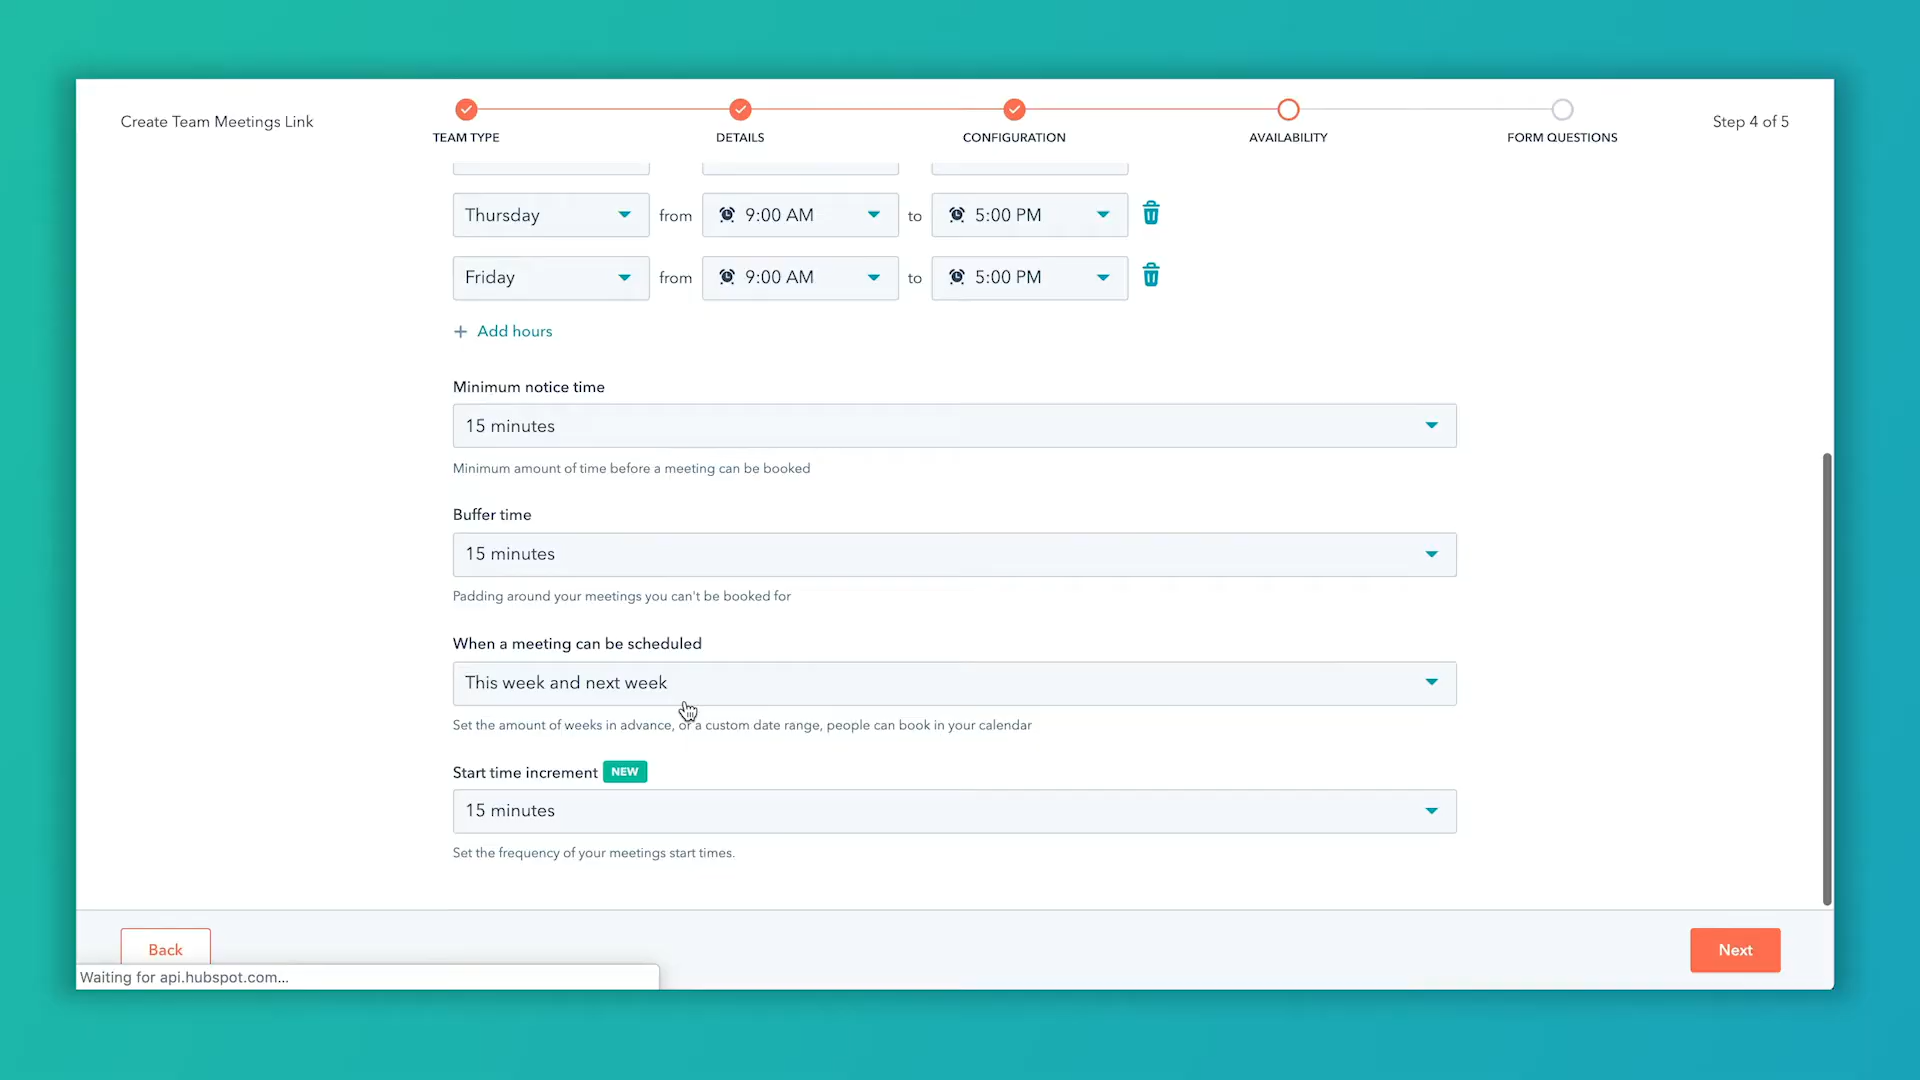 Create Team Meetings Link
TEAM TYPE
DETAILS
CONFIGURATION
AVAILABILITY
FORM QUESTIONS
Step 4 of 5
Thursday from 9:00 AM to 5:00 PM
Friday from 9:00 AM to 5:00 PM
+ Add hours
Minimum notice time
15 minutes
Minimum amount of time before a meeting can be booked
Buffer time
15 minutes
Padding around your meetings you can't be booked for
When a meeting can be scheduled
This week and next week
Set the amount of weeks in advance, or a custom date range, people can book in your calendar
Start time increment NEW
15 minutes
Set the frequency of your meetings start times.
Back
Next
Waiting for api.hubspot.com...